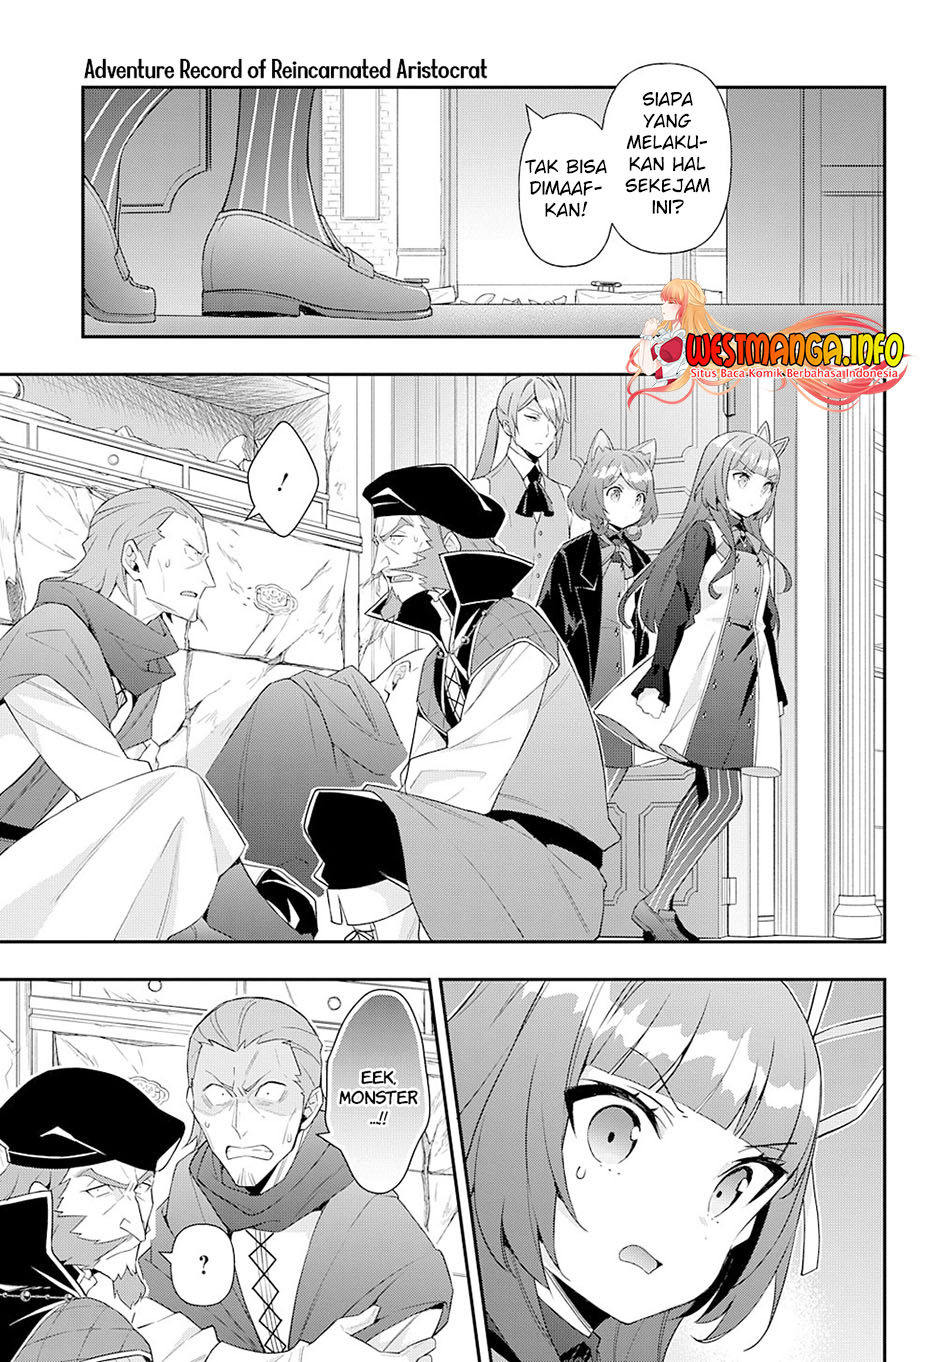 Adventure Record of Reincarnated Aristocrat
SIAPA
YANG
MELAKU-
KAN HAL
SEKEJAM
INI?
TAK BISA
DIMAAF-
KAN!
WESTMANGA.INFO
Situs Baca Komik Berbahasa Indonesia
!
EEK,
MONSTER
...!!
?